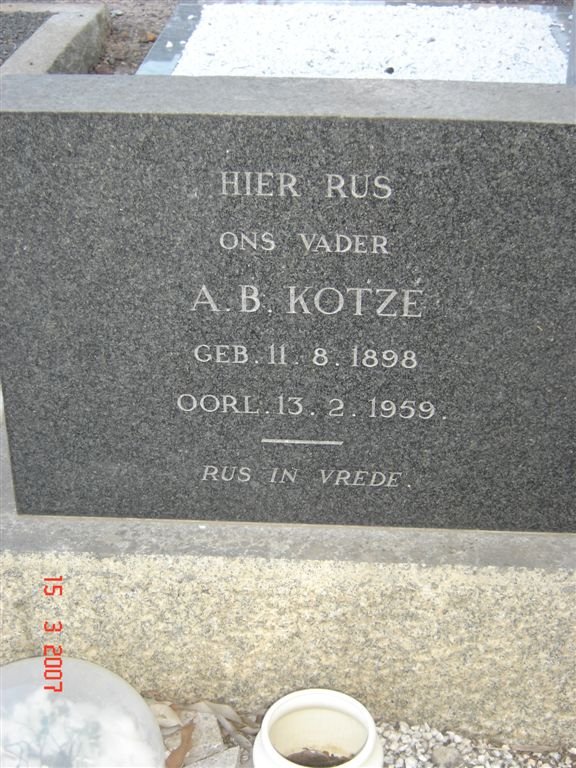 HIER RUS
ONS VADER
A. B. KOTZÉ
GEB. 11. 8. 1898
OORL. 13. 2. 1959.
RUS IN VREDE.
15 3 2007